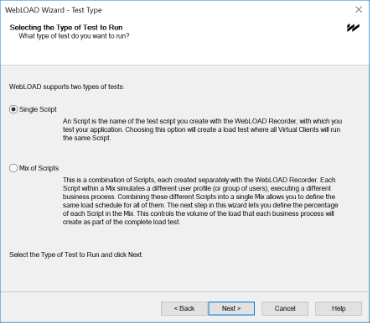 WebLOAD Wizard - Test Type
Selecting the Type of Test to Run
What type of test do you want to run?
WebLOAD supports two types of tests:
Single Script
An Script is the name of the test script you create with the WebLOAD Recorder, with which you
test your application. Choosing this option will create a load test where all Virtual Clients will run
the same Script.
Mix of Scripts
This is a combination of Scripts, each created separately with the WebLOAD Recorder. Each
Script within a Mix simulates a different user profile (or group of users), executing a different
business process. Combining these different Scripts into a single Mix allows you to define the
same load schedule for all of them. The next step in this wizard lets you define the percentage
of each Script in the Mix. This controls the volume of the load that each business process will
create as part of the complete load test.
Select the Type of Test to Run and click Next.
< Back
Next >
Cancel
Help